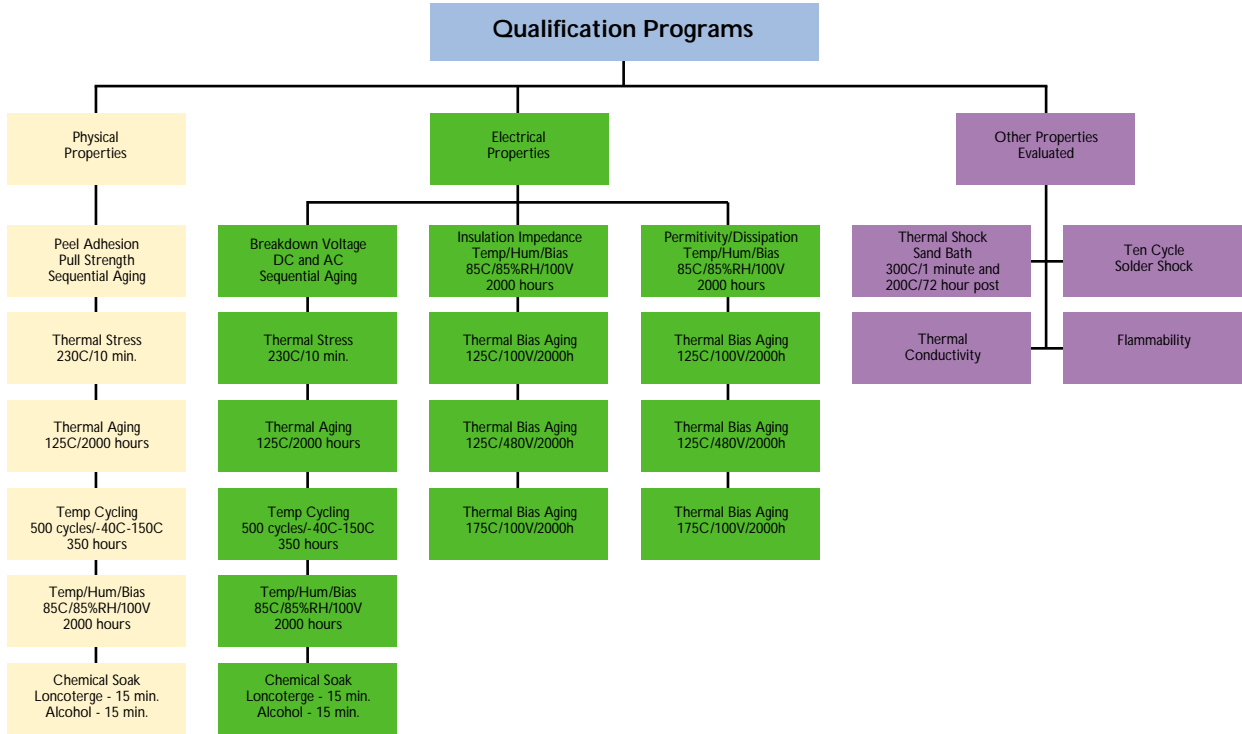 Qualification Programs
Physical
Properties
Electrical
Properties
Other Properties
Evaluated
Peel Adhesion
Pull Strength
Sequential Aging
Breakdown Voltage
DC and AC
Sequential Aging
Insulation Impedance
Temp/Hum/Bias
85C/85%RH/100V
2000 hours
Permitivity/Dissipation
Temp/Hum/Bias
85C/85%RH/100V
2000 hours
Thermal Shock
Sand Bath
300C/1 minute and
200C/72 hour post
Ten Cycle
Solder Shock
Thermal Stress
230C/10 min.
Thermal Stress
230C/10 min.
Thermal Bias Aging
125C/100V/2000h
Thermal Bias Aging
125C/100V/2000h
Thermal
Conductivity
Flammability
Thermal Aging
125C/2000 hours
Thermal Aging
125C/2000 hours
Thermal Bias Aging
125C/480V/2000h
Thermal Bias Aging
125C/480V/2000h
Temp Cycling
500 cycles/-40C-150C
350 hours
Temp Cycling
500 cycles/-40C-150C
350 hours
Thermal Bias Aging
175C/100V/2000h
Thermal Bias Aging
175C/100V/2000h
Temp/Hum/Bias
85C/85%RH/100V
2000 hours
Temp/Hum/Bias
85C/85%RH/100V
2000 hours
Chemical Soak
Loncoterge - 15 min.
Alcohol - 15 min.
Chemical Soak
Loncoterge - 15 min.
Alcohol - 15 min.